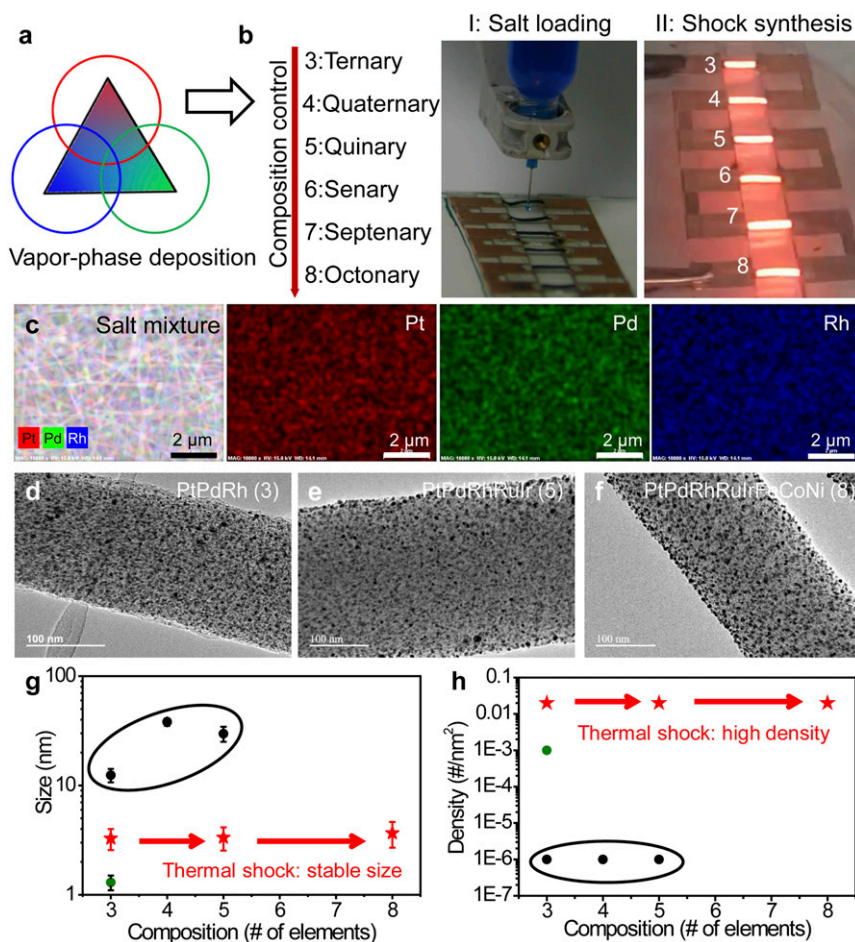 a
Vapor-phase deposition
b
Composition control
3:Ternary
4:Quaternary
5:Quinary
6:Senary
7:Septenary
8:Octonary
I: Salt loading
II: Shock synthesis
3
4
5
6
7
8
c
Salt mixture
Pt Pd Rh
2 µm
Pt
2 µm
Pd
2 µm
Rh
2 µm
d
PtPdRh (3)
100 nm
e
PtPdRhRuIr (5)
100 nm
f
PtPdRhRuIrFeCoNi (8)
100 nm
g
Size (nm)
100
10
1
Thermal shock: stable size
3 4 5 6 7 8
Composition (# of elements)
h
Density (#/nm²)
0.1
0.01
1E-3
1E-4
1E-5
1E-6
1E-7
Thermal shock: high density
3 4 5 6 7 8
Composition (# of elements)